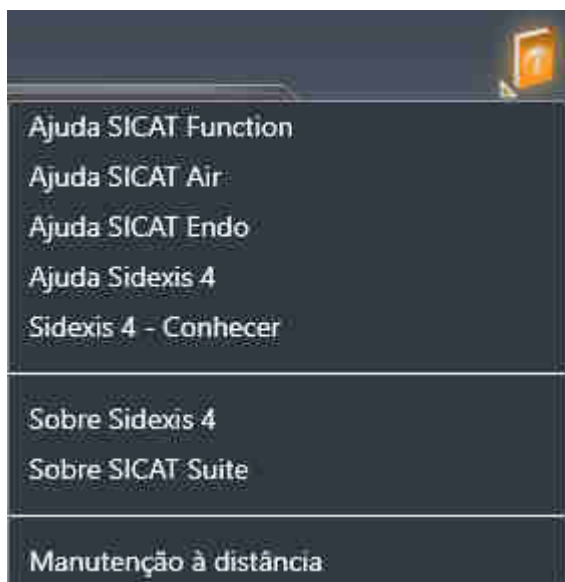 Ajuda SICAT Function
Ajuda SICAT Air
Ajuda SICAT Endo
Ajuda Sidexis 4
Sidexis 4 - Conhecer
Sobre Sidexis 4
Sobre SICAT Suite
Manutenção à distância